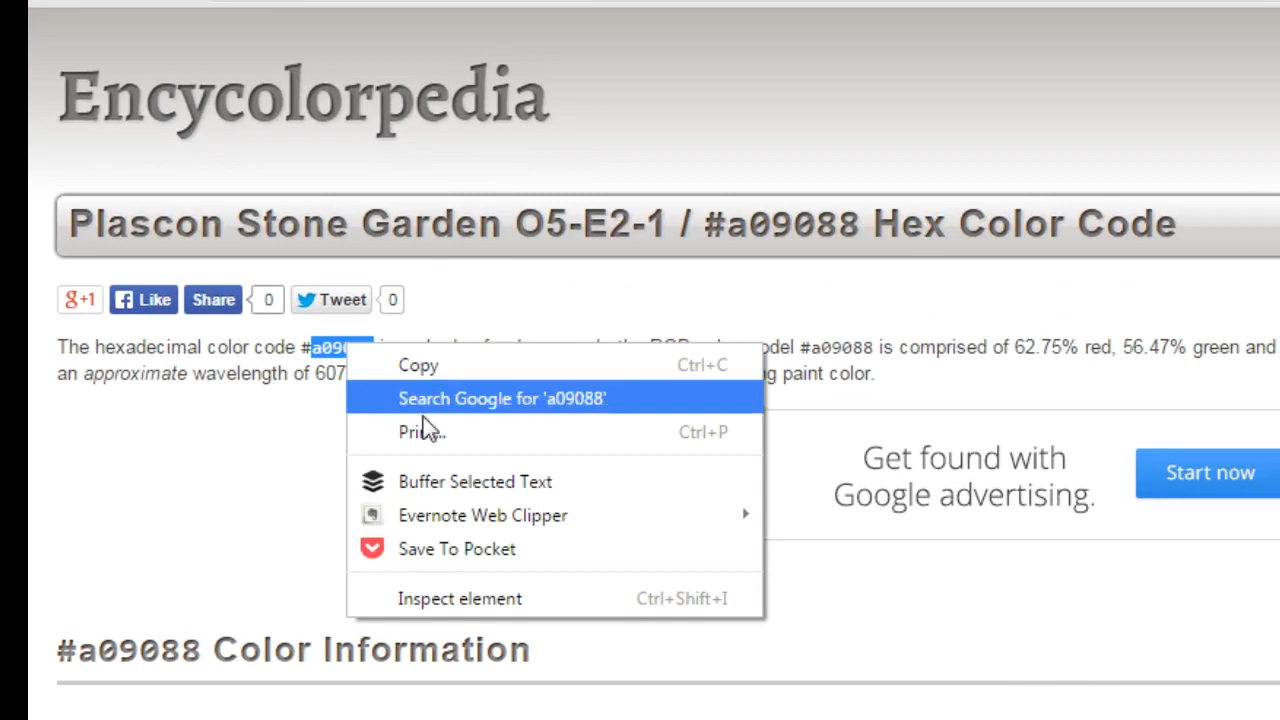 Encycolorpedia
Plascon Stone Garden O5-E2-1 / #a09088 Hex Color Code
g+1 Like Share 0 Tweet 0
The hexadecimal color code #a09 #a09088 is comprised of 62.75% red, 56.47% green and
an approximate wavelength of 607 paint color.
Copy Ctrl+C
Search Google for 'a09088'
Print... Ctrl+P
Buffer Selected Text
Evernote Web Clipper
Save To Pocket
Inspect element Ctrl+Shift+I
Get found with
Google advertising.
Start now
#a09088 Color Information